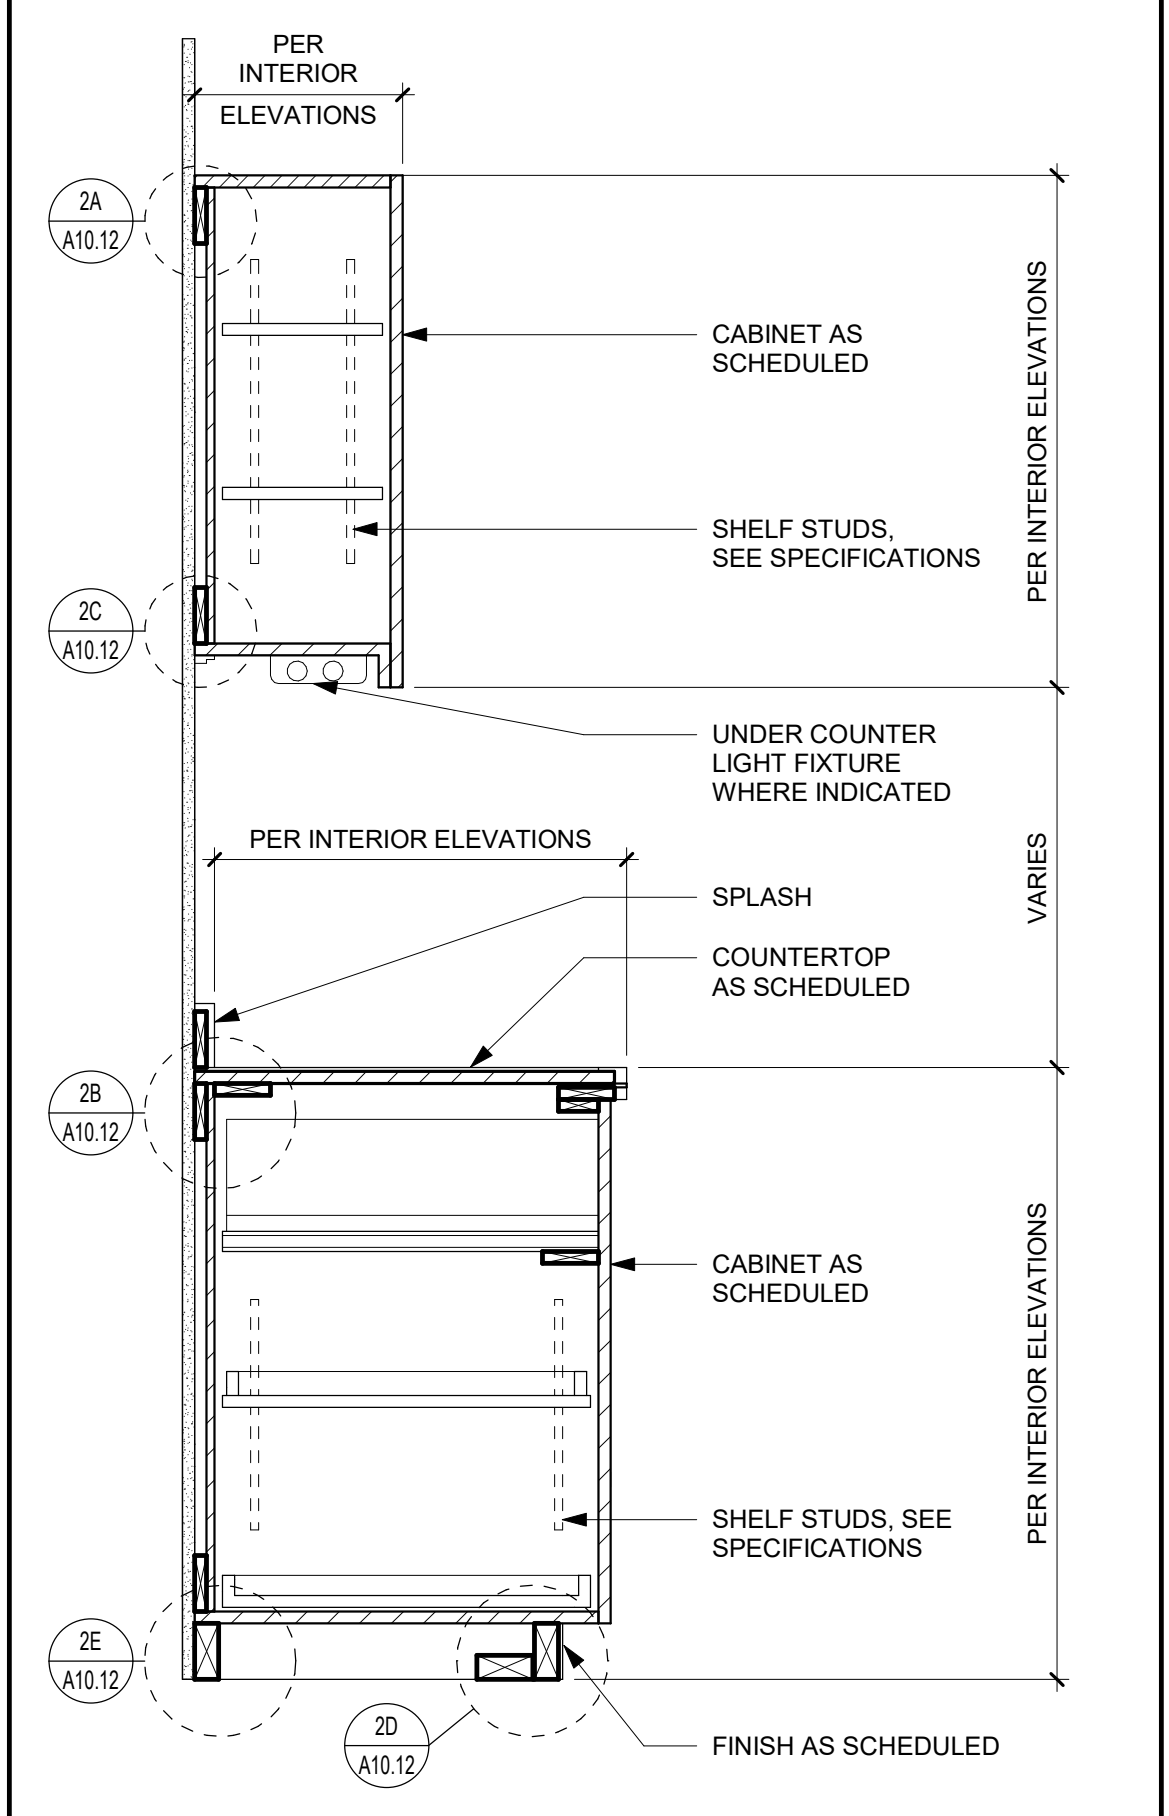 PER
INTERIOR
ELEVATIONS
2A
A10.12
CABINET AS
SCHEDULED
PER INTERIOR ELEVATIONS
SHELF STUDS,
SEE SPECIFICATIONS
2C
A10.12
UNDER COUNTER
LIGHT FIXTURE
WHERE INDICATED
PER INTERIOR ELEVATIONS
VARIES
SPLASH
COUNTERTOP
AS SCHEDULED
2B
A10.12
CABINET AS
SCHEDULED
PER INTERIOR ELEVATIONS
SHELF STUDS, SEE
SPECIFICATIONS
2E
A10.12
2D
A10.12
FINISH AS SCHEDULED